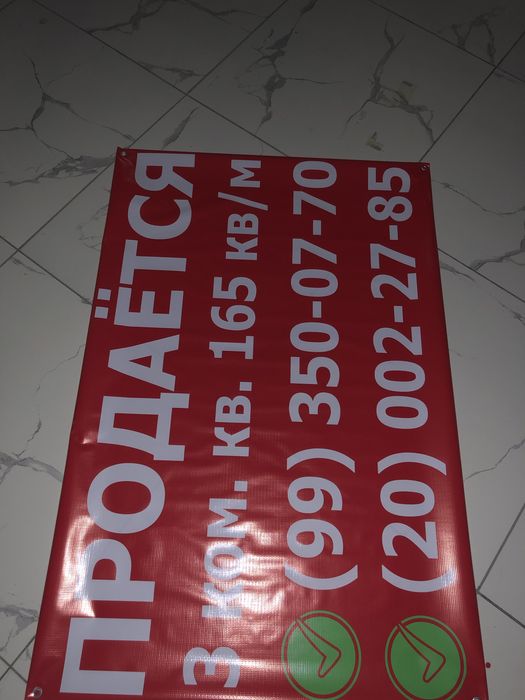 ПРОДАЁТСЯ
3 ком. кв. 165 кв/м
(99) 350-07-70
(20) 002-27-85